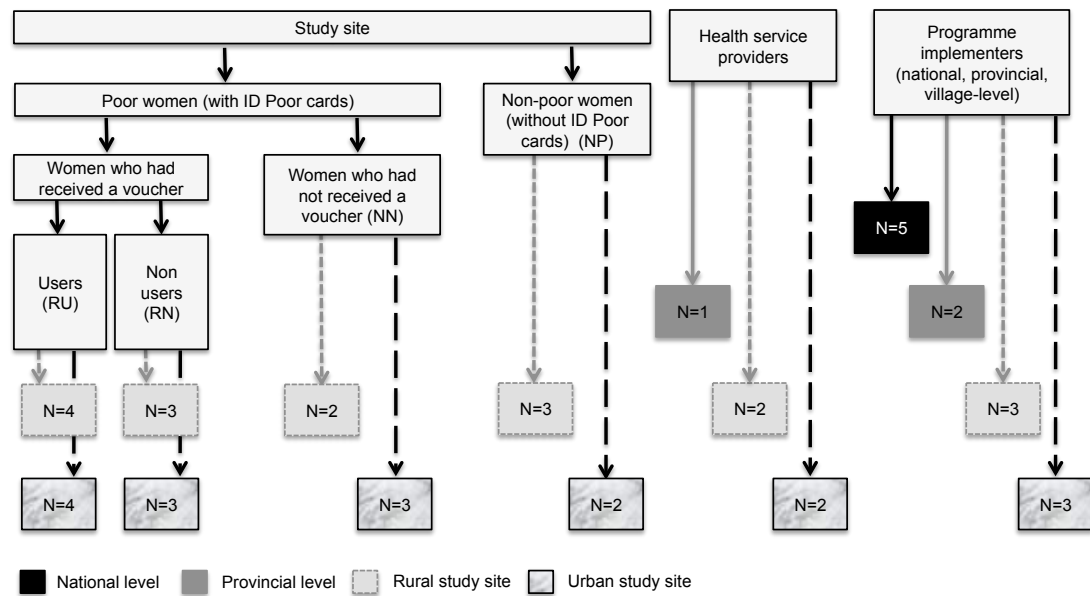 Study site
Health service
providers
Programme
implementers
(national, provincial,
village-level)
Poor women (with ID Poor cards)
Non-poor women
(without ID Poor
cards) (NP)
Women who had
received a voucher
Women who had
not received a
voucher (NN)
Users
(RU)
Non
users
(RN)
N=5
N=1
N=2
N=4
N=3
N=2
N=3
N=2
N=3
N=4
N=3
N=3
N=2
N=2
N=3
National level
Provincial level
Rural study site
Urban study site